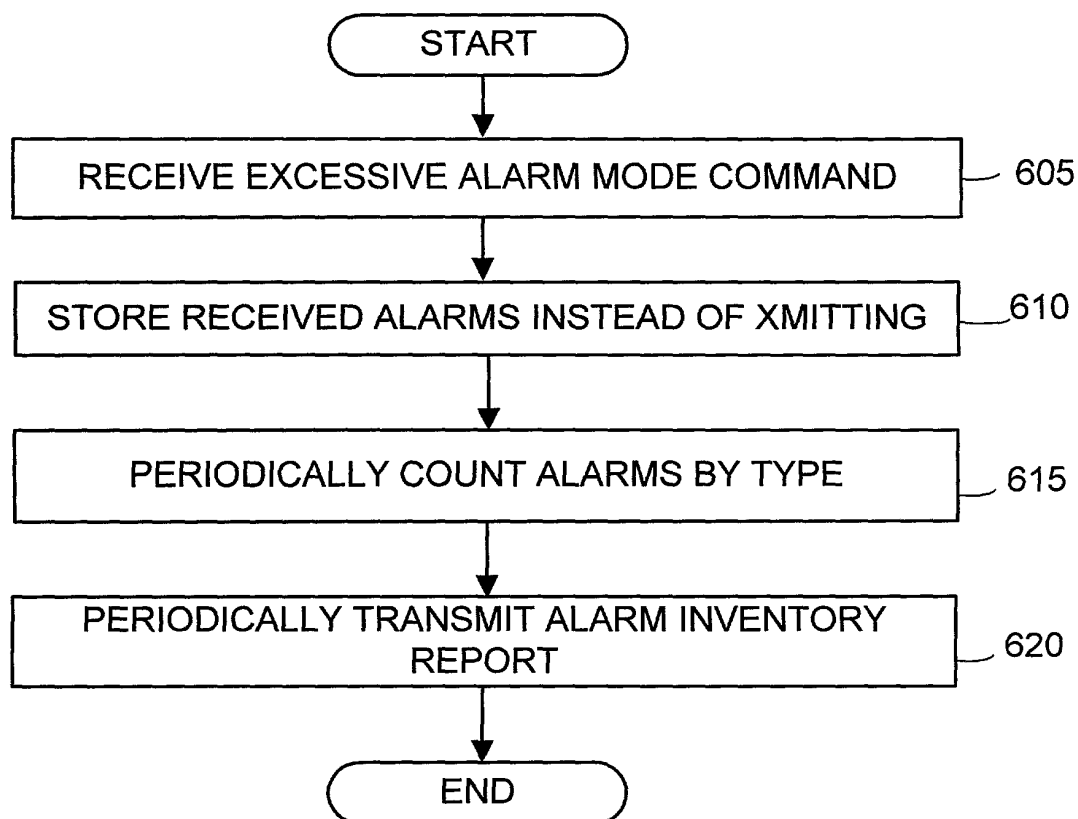 START
RECEIVE EXCESSIVE ALARM MODE COMMAND
605
STORE RECEIVED ALARMS INSTEAD OF XMITTING
610
PERIODICALLY COUNT ALARMS BY TYPE
615
PERIODICALLY TRANSMIT ALARM INVENTORY
REPORT
620
END